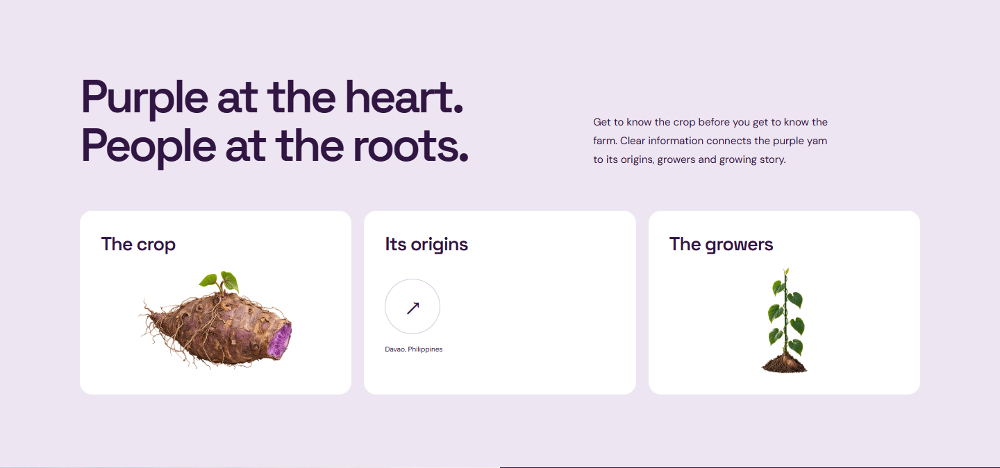 Purple at the heart.
People at the roots.
Get to know the crop before you get to know the
farm. Clear information connects the purple yam
to its origins, growers and growing story.
The crop
Its origins
Davao, Philippines
The growers